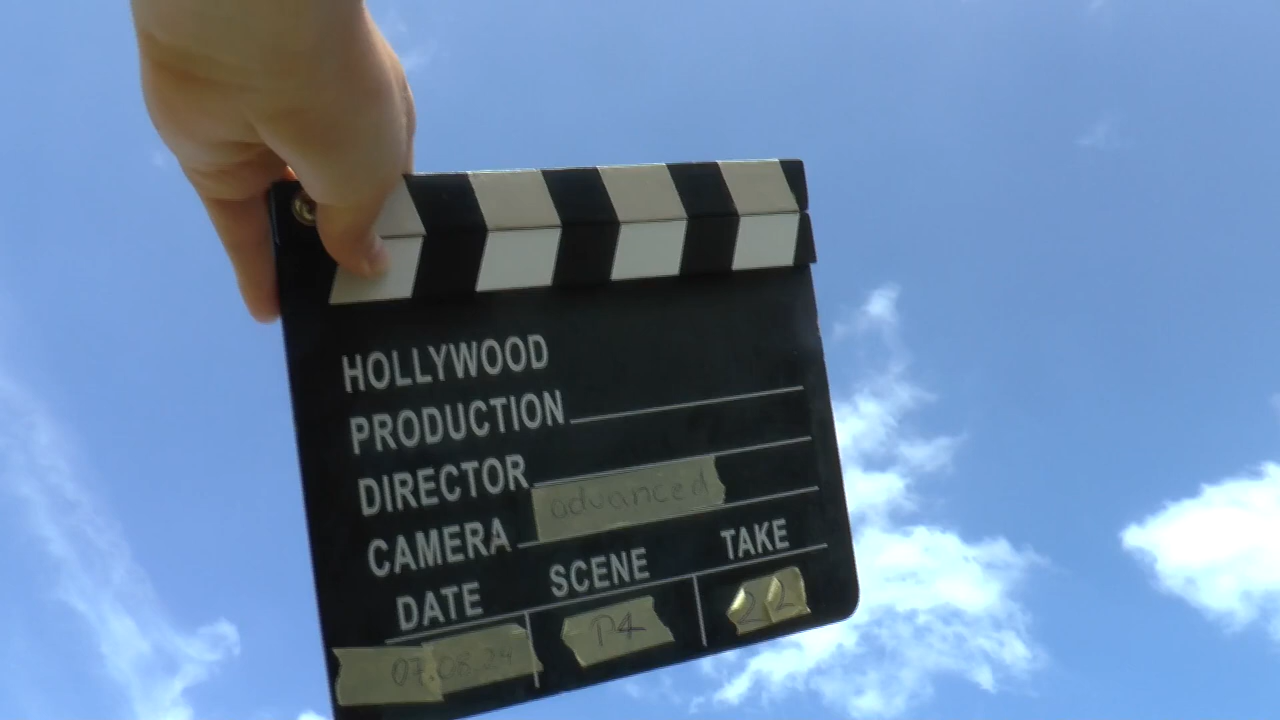 HOLLYWOOD
PRODUCTION
DIRECTOR
advanced
CAMERA
DATE SCENE TAKE
07.08.24 P4 22